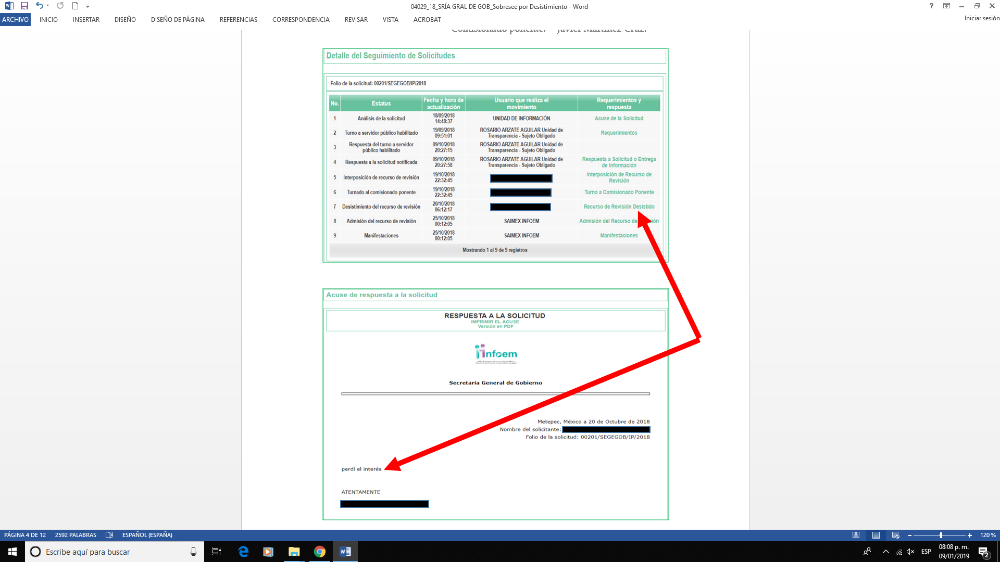 04029_18_SRÍA GRAL DE GOB_Sobresee por Desistimiento - Word
ARCHIVO INICIO INSERTAR DISEÑO DISEÑO DE PÁGINA REFERENCIAS CORRESPONDENCIA REVISAR VISTA ACROBAT Iniciar sesión
Comisionado ponente: Javier Martínez Cruz.
Detalle del Seguimiento de Solicitudes
Folio de la solicitud: 00201/SEGEGOB/IP/2018
No. Estatus Fecha y hora de actualización Usuario que realiza el movimiento Requerimientos y respuesta
1 Análisis de la solicitud 18/09/2018 14:48:37 UNIDAD DE INFORMACIÓN Acuse de la Solicitud
2 Turno a servidor público habilitado 19/09/2018 09:51:01 ROSARIO ARZATE AGUILAR Unidad de Transparencia - Sujeto Obligado Requerimientos
3 Respuesta del turno a servidor público habilitado 09/10/2018 20:27:15 ROSARIO ARZATE AGUILAR Unidad de Transparencia - Sujeto Obligado
4 Respuesta a la solicitud notificada 09/10/2018 20:27:58 ROSARIO ARZATE AGUILAR Unidad de Transparencia - Sujeto Obligado Respuesta a Solicitud o Entrega de Información
5 Interposición de recurso de revisión 19/10/2018 22:32:45 Interposición de Recurso de Revisión
6 Turnado al comisionado ponente 19/10/2018 22:32:45 Turno a Comisionado Ponente
7 Desistimiento del recurso de revisión 20/10/2018 06:12:17 Recurso de Revisión Desistido
8 Admisión del recurso de revisión 25/10/2018 00:12:05 SAIMEX INFOEM Admisión del Recurso de
9 Manifestaciones 25/10/2018 00:12:05 SAIMEX INFOEM Manifestaciones
Mostrando 1 al 9 de 9 registros
Acuse de respuesta a la solicitud
RESPUESTA A LA SOLICITUD
IMPRIMIR EL ACUSE
Versión en PDF
infoem
Secretaría General de Gobierno
Metepec, México a 20 de Octubre de 2018
Nombre del solicitante:
Folio de la solicitud: 00201/SEGEGOB/IP/2018
perdí el interés
ATENTAMENTE
PÁGINA 4 DE 12 2592 PALABRAS ESPAÑOL (ESPAÑA) 120 %
Escribe aquí para buscar ESP 08:08 p. m.
09/01/2019 2